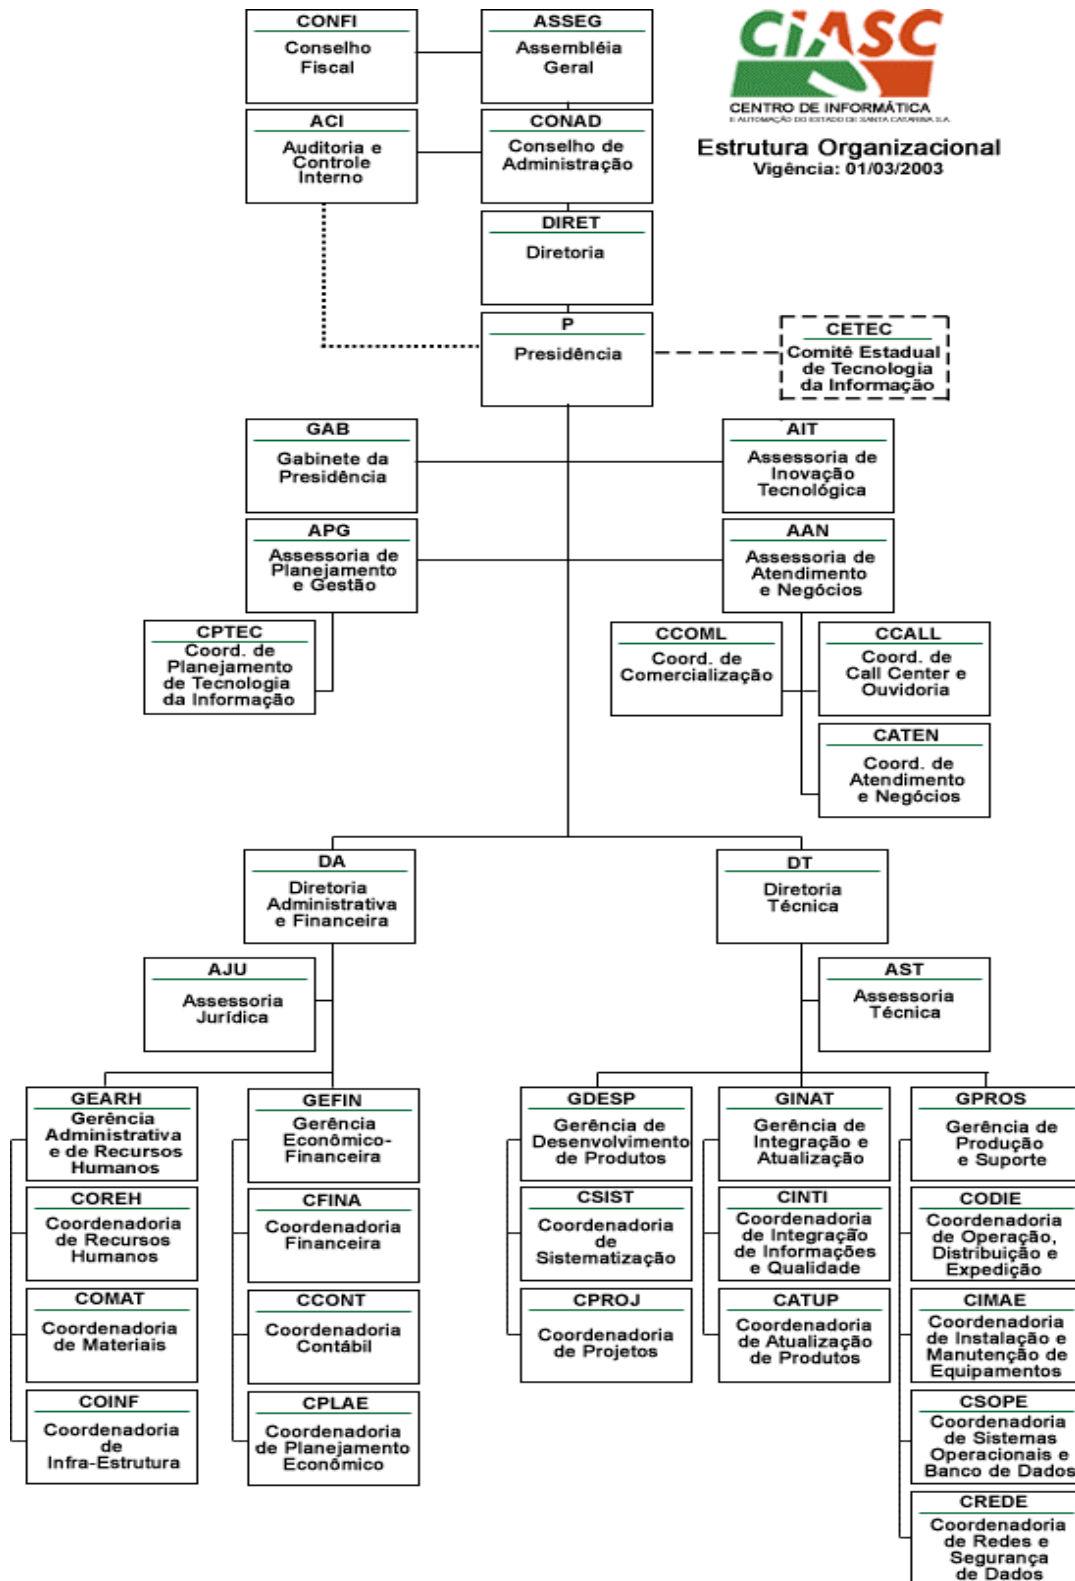 CONFI
Conselho
Fiscal
ASSEG
Assembléia
Geral
CiASC
CENTRO DE INFORMÁTICA
E AUTOMAÇÃO DO ESTADO DE SANTA CATARINA S.A.
Estrutura Organizacional
Vigência: 01/03/2003
ACI
Auditoria e
Controle
Interno
CONAD
Conselho de
Administração
DIRET
Diretoria
P
Presidência
CETEC
Comitê Estadual
de Tecnologia
da Informação
GAB
Gabinete da
Presidência
AIT
Assessoria de
Inovação
Tecnológica
APG
Assessoria de
Planejamento
e Gestão
AAN
Assessoria de
Atendimento
e Negócios
CPTEC
Coord. de
Planejamento
de Tecnologia
da Informação
CCOML
Coord. de
Comercialização
CCALL
Coord. de
Call Center e
Ouvidoria
CATEN
Coord. de
Atendimento
e Negócios
DA
Diretoria
Administrativa
e Financeira
DT
Diretoria
Técnica
AJU
Assessoria
Jurídica
AST
Assessoria
Técnica
GEARH
Gerência
Administrativa
e de Recursos
Humanos
GEFIN
Gerência
Econômico-
Financeira
GDESP
Gerência de
Desenvolvimento
de Produtos
GINAT
Gerência de
Integração e
Atualização
GPROS
Gerência de
Produção
e Suporte
COREH
Coordenadoria
de Recursos
Humanos
CFINA
Coordenadoria
Financeira
CSIST
Coordenadoria
de
Sistematização
CINTI
Coordenadoria
de Integração
de Informações
e Qualidade
CODIE
Coordenadoria
de Operação,
Distribuição e
Expedição
COMAT
Coordenadoria
de Materiais
CCONT
Coordenadoria
Contábil
CPROJ
Coordenadoria
de Projetos
CATUP
Coordenadoria
de Atualização
de Produtos
CIMAE
Coordenadoria
de Instalação e
Manutenção de
Equipamentos
COINF
Coordenadoria
de
Infra-Estrutura
CPLAE
Coordenadoria
de Planejamento
Econômico
CSOPE
Coordenadoria
de Sistemas
Operacionais e
Banco de Dados
CREDE
Coordenadoria
de Redes e
Segurança
de Dados